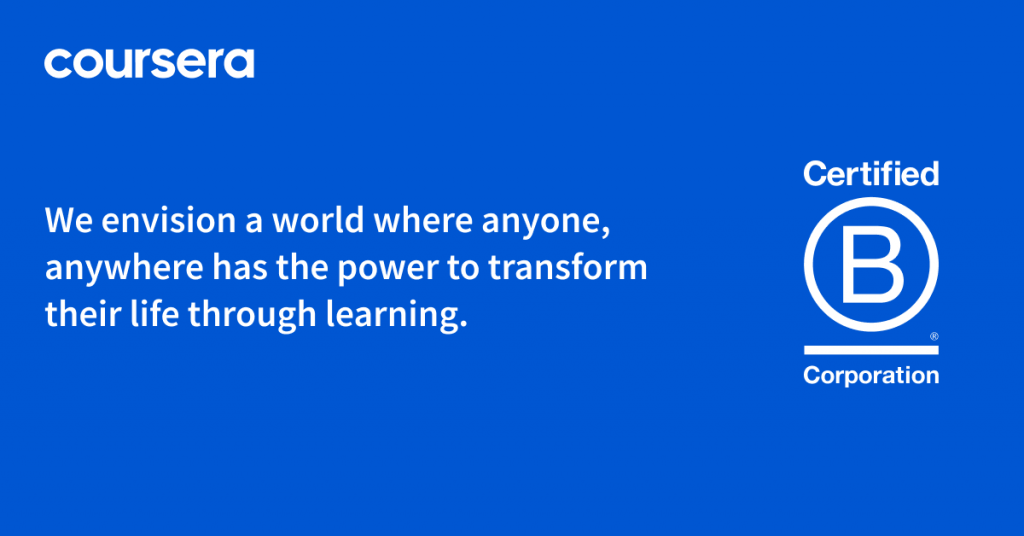 coursera
We envision a world where anyone,
anywhere has the power to transform
their life through learning.
Certified
B
®
Corporation